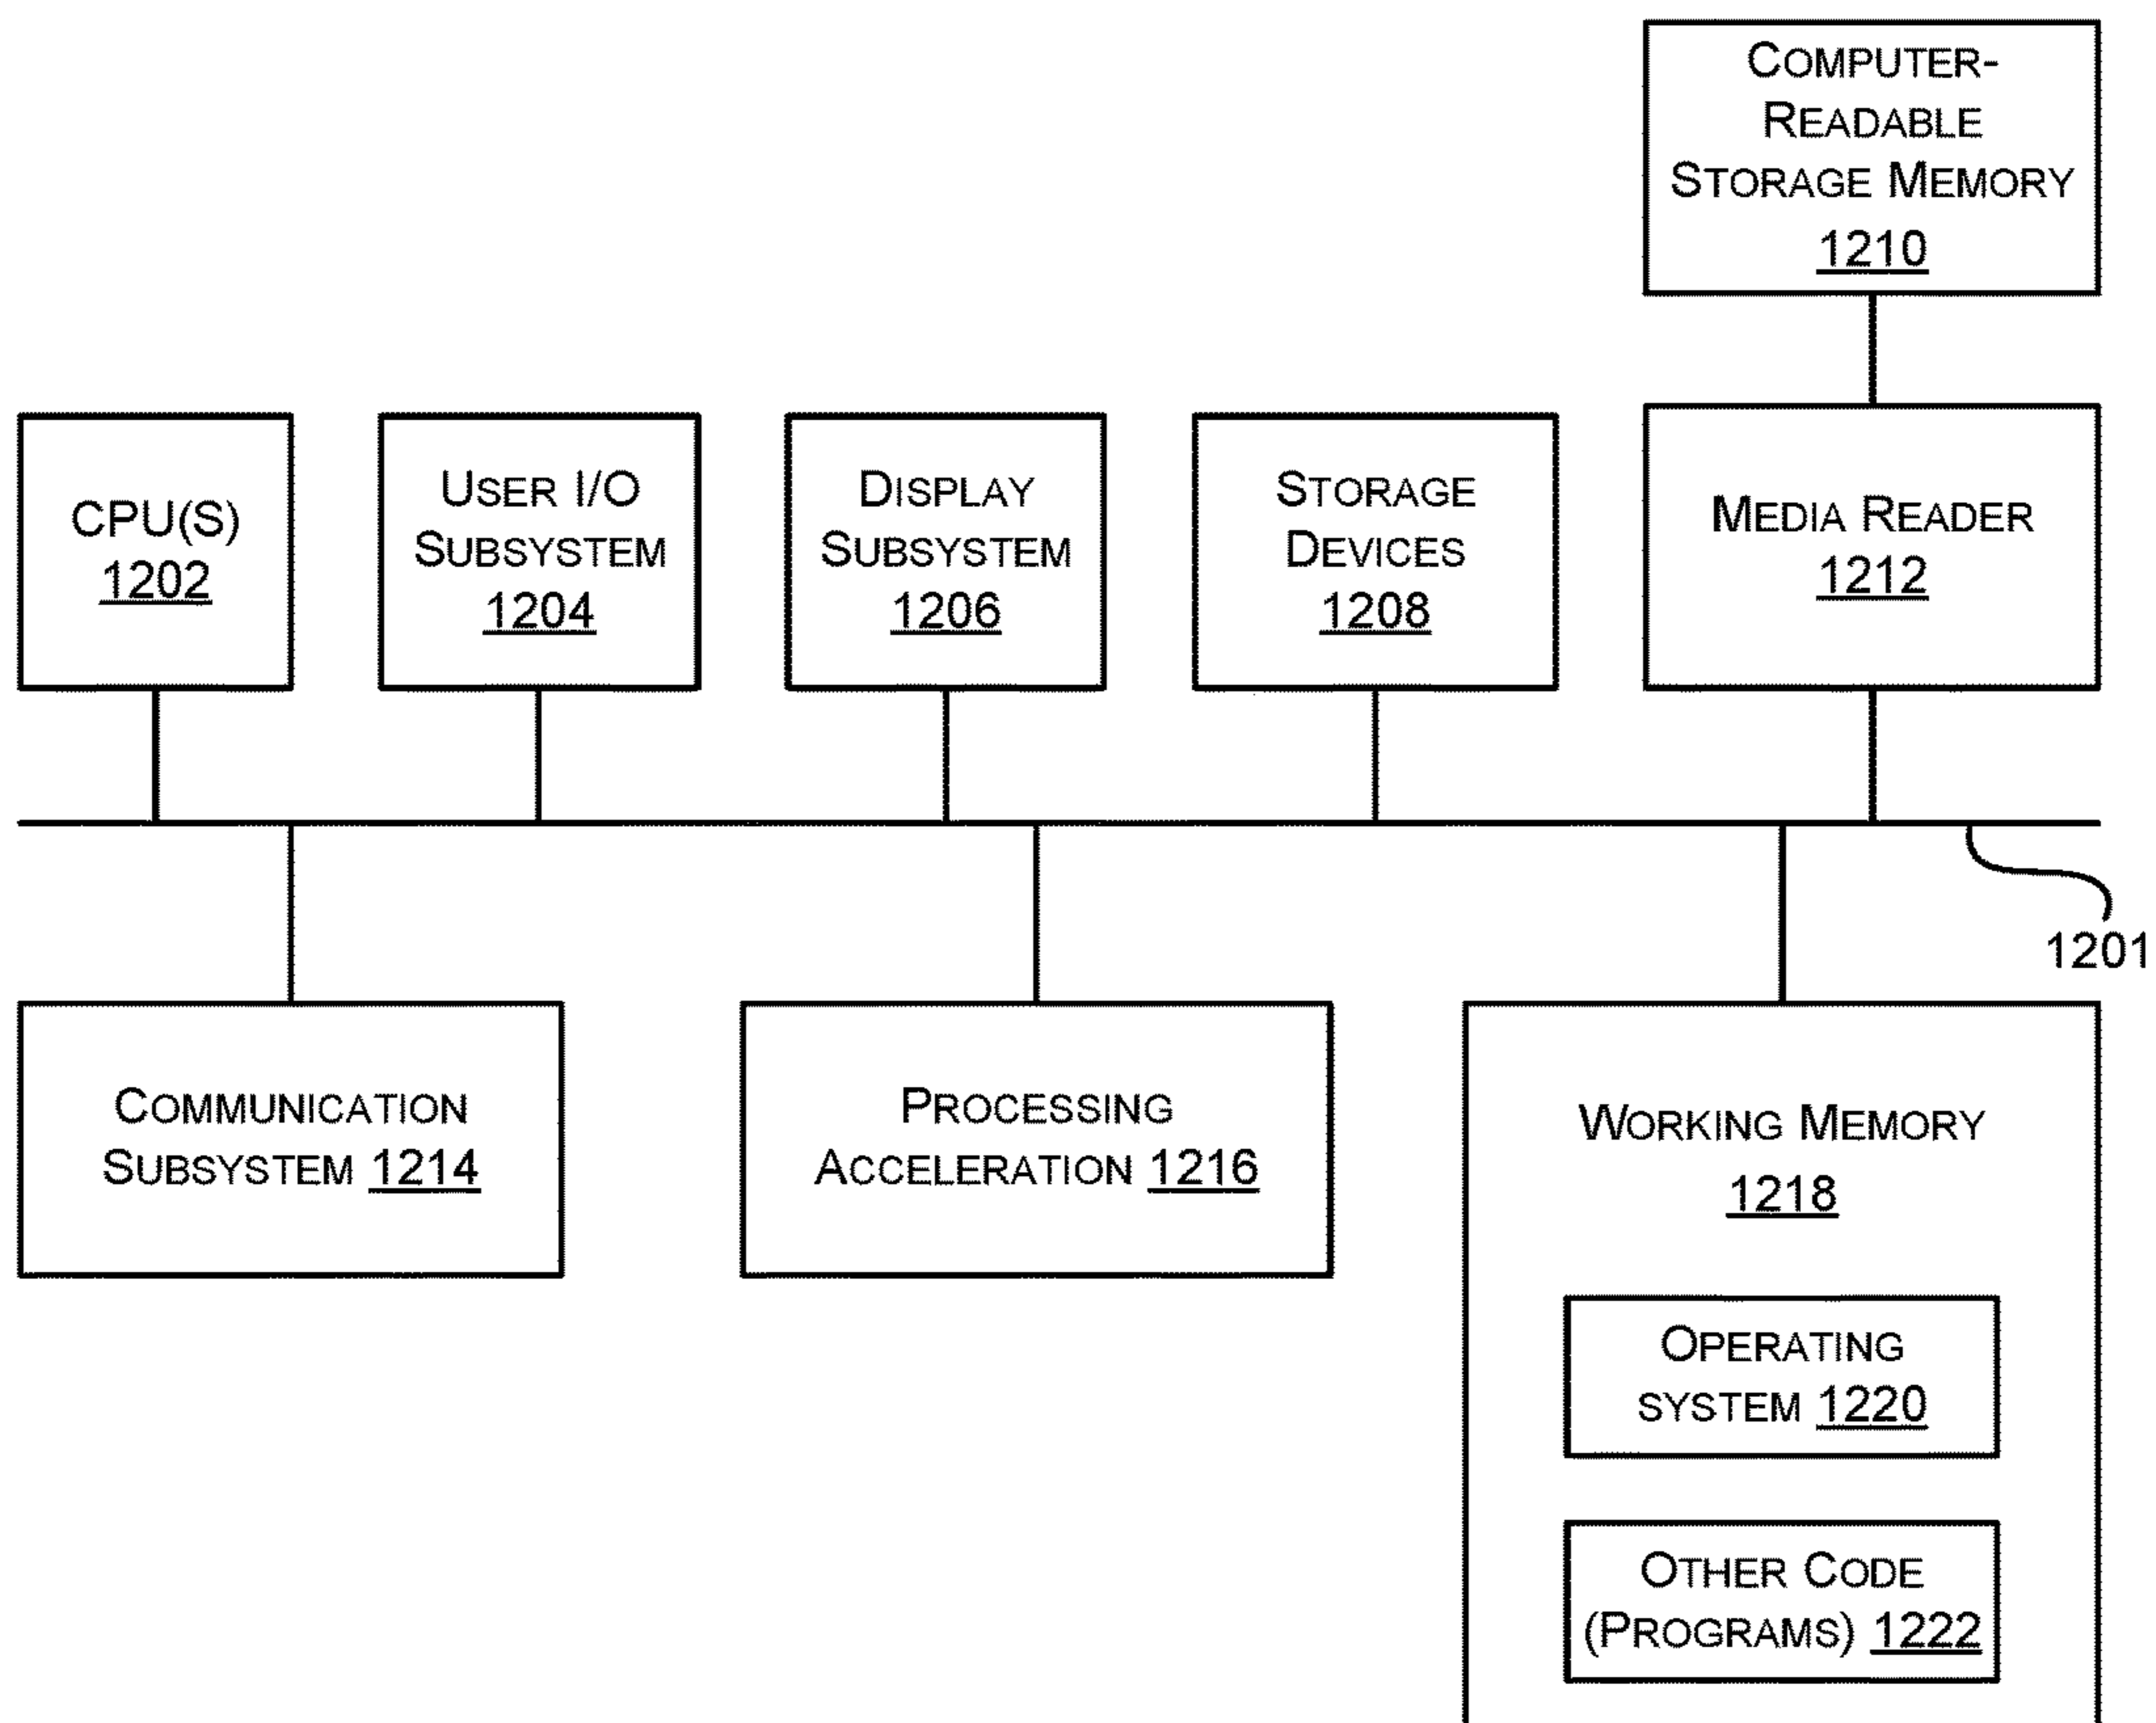 COMPUTER-
READABLE
STORAGE MEMORY
1210
CPU(S)
1202
USER I/O
SUBSYSTEM
1204
DISPLAY
SUBSYSTEM
1206
STORAGE
DEVICES
1208
MEDIA READER
1212
1201
COMMUNICATION
SUBSYSTEM 1214
PROCESSING
ACCELERATION 1216
WORKING MEMORY
1218
OPERATING
SYSTEM 1220
OTHER CODE
(PROGRAMS) 1222